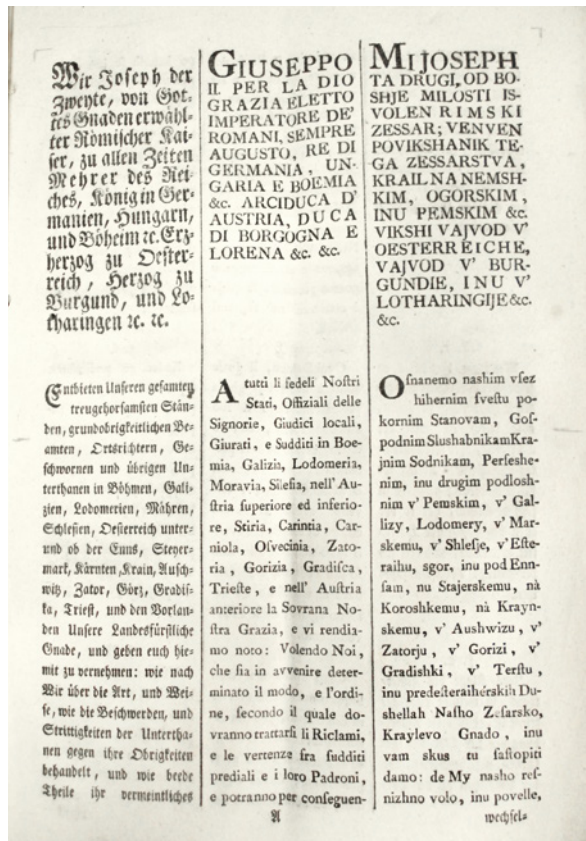 Wir Joseph der
Zweyte, von Got-
tes Gnaden erwähl-
ter Römischer Kai-
ser, zu allen Zeiten
Mehrer des Rei-
ches, König in Ger-
manien, Hungarn,
und Böheim ꝛc. Erz-
herzog zu Oester-
reich, Herzog zu
Burgund, und Lo-
tharingen ꝛc. ꝛc.
Entbieten Unseren gesamten
treugehorsamsten Stän-
den, grundobrigkeitlichen Be-
amten, Ortsrichtern, Ge-
schwornen und übrigen Un-
terthanen in Böhmen, Gali-
zien, Lodomerien, Mähren,
Schlesien, Oesterreich unter-
und ob der Enns, Steyer-
mark, Kärnten, Krain, Ausch-
witz, Zator, Görz, Gradis-
ka, Triest, und den Vorlan-
den Unsere Landesfürstliche
Gnade, und geben euch hie-
mit zu vernehmen: wie nach
Wir über die Art, und Wei-
se, wie die Beschwerden, und
Strittigkeiten der Untertha-
nen gegen ihre Obrigkeiten
behandelt, und wie beede
Theile ihr vermeintliches
GIUSEPPO
II. PER LA DIO
GRAZIA ELETTO
IMPERATORE DE'
ROMANI, SEMPRE
AUGUSTO, RE DI
GERMANIA, UN-
GARIA E BOEMIA
&c. ARCIDUCA D'
AUSTRIA, DUCA
DI BORGOGNA E
LORENA &c. &c.
A tutti li fedeli Noſtri
Stati, Offiziali delle
Signorie, Giudici locali,
Giurati, e Sudditi in Boe-
mia, Galizia, Lodomeria,
Moravia, Sileſia, nell' Au-
ſtria ſuperiore ed inferio-
re, Stiria, Carintia, Car-
niola, Oſvecinia, Zato-
ria, Gorizia, Gradiſca,
Trieſte, e nell' Auſtria
anteriore la Sovrana No-
ſtra Grazia, e vi rendia-
mo noto: Volendo Noi,
che ſia in avvenire deter-
minato il modo, e l'ordi-
ne, ſecondo il quale do-
vranno trattarſi li Riclami,
e le vertenze fra ſudditi
prediali e i loro Padroni,
e potranno per conſeguen-
A
MI JOSEPH
TA DRUGI, OD BO-
SHJE MILOSTI IS-
VOLEN RIMSKI
ZESSAR; VENVEN
POVIKSHANIK TE-
GA ZESSARSTVA,
KRAIL NA NEMSH-
KIM, OGORSKIM,
INU PEMSKIM &c.
VIKSHI VAJVOD V'
OESTERREICHE,
VAJVOD V' BUR-
GUNDIE, INU V'
LOTHARINGIJE &c.
&c.
Oſnanemo naſhim vſez
hihernim ſveſtu po-
kornim Stanovam, Goſ-
podnim Slushabnikam Kra-
jnim Sodnikam, Perſeshe-
nim, inu drugim podlosh-
nim v' Pemskim, v' Gal-
lizy, Lodomery, v' Mar-
skemu, v' Shleſje, v' Eſte-
raihu, sgor, inu pod Enn-
ſam, nu Stajerskemu, nà
Koroshkemu, nà Krayn-
skemu, v' Aushwizu, v'
Zatorju, v' Gorizi, v'
Gradishki, v' Terſtu,
inu predeſteraiherskih Du-
shellah Naſho Zeſarsko,
Kraylevo Gnado, inu
vam skus tu ſaſtopiti
damo: de My nasho reſ-
nizhno volo, inu povelle,
wechsel-